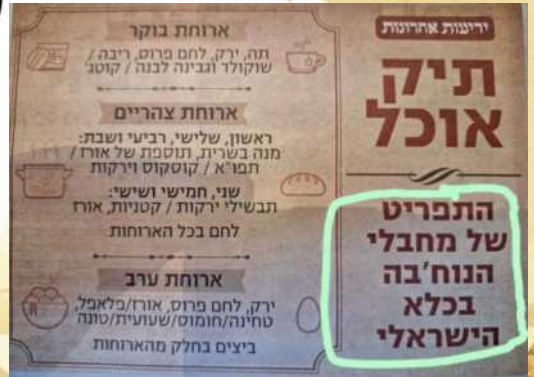 ידיעות אחרונות
תיק
אוכל
התפריט
של מחבלי
הנוח'בה
בכלא
הישראלי
ארוחת בוקר
תה, ירק, לחם פרוס, ריבה /
שוקולד וגבינה לבנה / קוטג'
ארוחת צהריים
ראשון, שלישי, רביעי ושבת:
מנה בשרית, תוספת של אורז /
תפו"א / קוסקוס וירקות
שני, חמישי ושישי:
תבשילי ירקות / קטניות, אורז
לחם בכל הארוחות
ארוחת ערב
ירק, לחם פרוס, אורז/פלאפל,
טחינה/חומוס/שעועית/טונה
ביצים בחלק מהארוחות